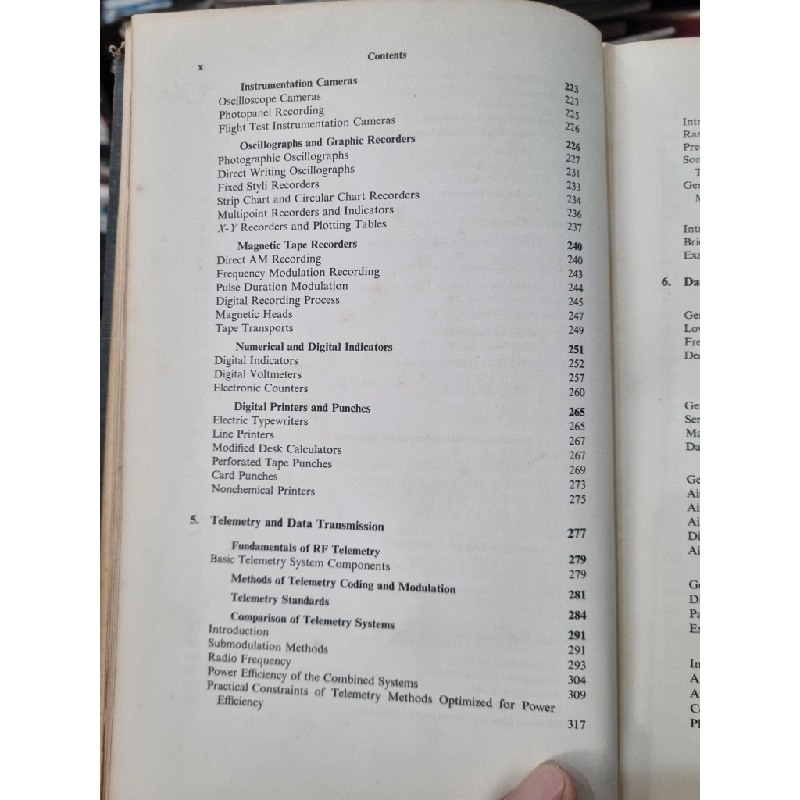 x Contents
Instrumentation Cameras 223
Oscilloscope Cameras 223
Photopanel Recording 225
Flight Test Instrumentation Cameras 226
Oscillographs and Graphic Recorders 226
Photographic Oscillographs 227
Direct Writing Oscillographs 231
Fixed Styli Recorders 233
Strip Chart and Circular Chart Recorders 234
Multipoint Recorders and Indicators 236
X-Y Recorders and Plotting Tables 237
Magnetic Tape Recorders 240
Direct AM Recording 240
Frequency Modulation Recording 243
Pulse Duration Modulation 244
Digital Recording Process 245
Magnetic Heads 247
Tape Transports 249
Numerical and Digital Indicators 251
Digital Indicators 252
Digital Voltmeters 257
Electronic Counters 260
Digital Printers and Punches 265
Electric Typewriters 265
Line Printers 267
Modified Desk Calculators 267
Perforated Tape Punches 269
Card Punches 273
Nonchemical Printers 275
5. Telemetry and Data Transmission 277
Fundamentals of RF Telemetry 279
Basic Telemetry System Components 279
Methods of Telemetry Coding and Modulation 281
Telemetry Standards 284
Comparison of Telemetry Systems 291
Introduction 291
Submodulation Methods 293
Radio Frequency 304
Power Efficiency of the Combined Systems 309
Practical Constraints of Telemetry Methods Optimized for Power
Efficiency 317
6. Da